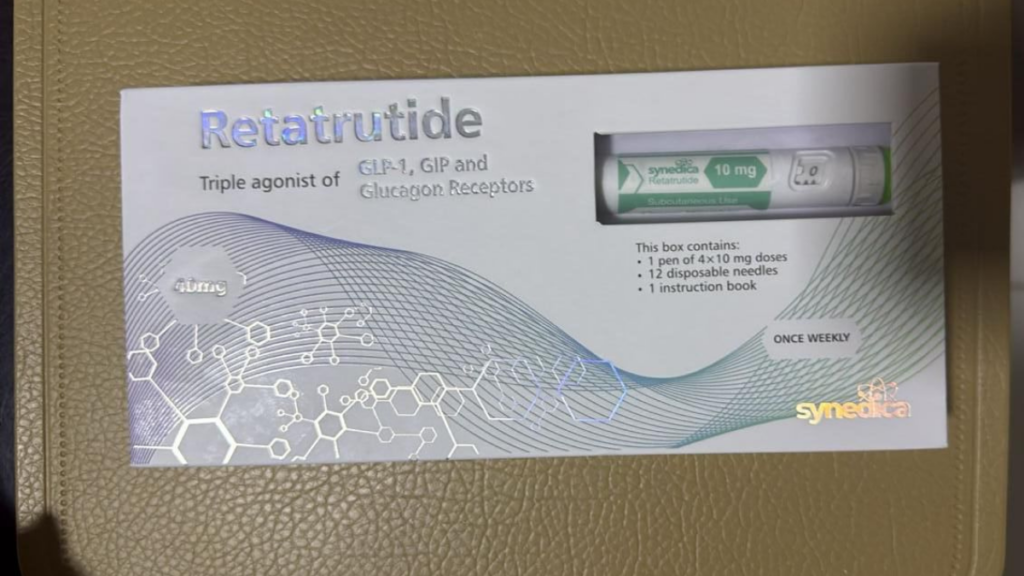 Retatrutide
Triple agonist of GLP-1, GIP and
Glucagon Receptors
40mg
synedica
Retatrutide
10 mg
Subcutaneous Use
This box contains:
• 1 pen of 4×10 mg doses
• 12 disposable needles
• 1 instruction book
ONCE WEEKLY
synedica